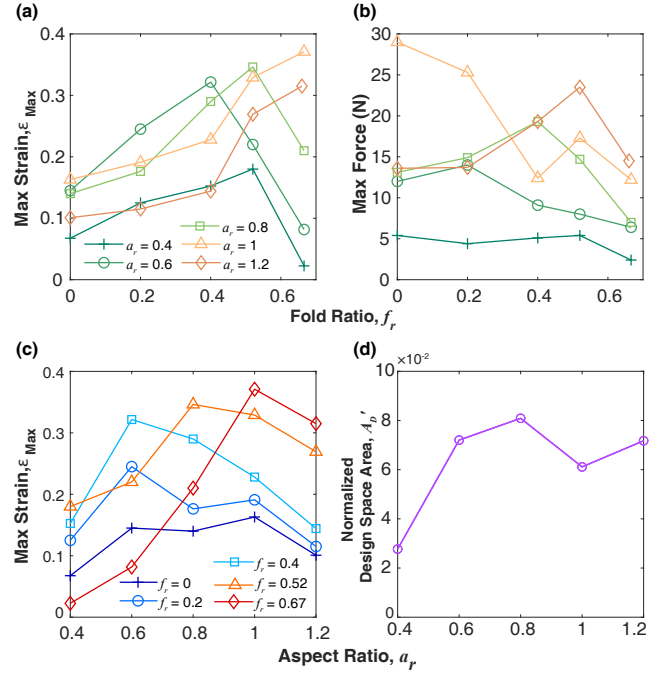 (a)
Max Strain, ε Max
0.4
0.3
0.2
0.1
0
0
0.2
0.4
0.6
a_r = 0.4
a_r = 0.6
a_r = 0.8
a_r = 1
a_r = 1.2
(b)
Max Force (N)
30
25
20
15
10
5
0
0
0.2
0.4
0.6
Fold Ratio, f_r
(c)
Max Strain, ε Max
0.4
0.3
0.2
0.1
0
0.4
0.6
0.8
1
1.2
f_r = 0
f_r = 0.2
f_r = 0.4
f_r = 0.52
f_r = 0.67
(d)
×10⁻²
Normalized
Design Space Area, A_D'
10
8
6
4
2
0
0.4
0.6
0.8
1
1.2
Aspect Ratio, a_r